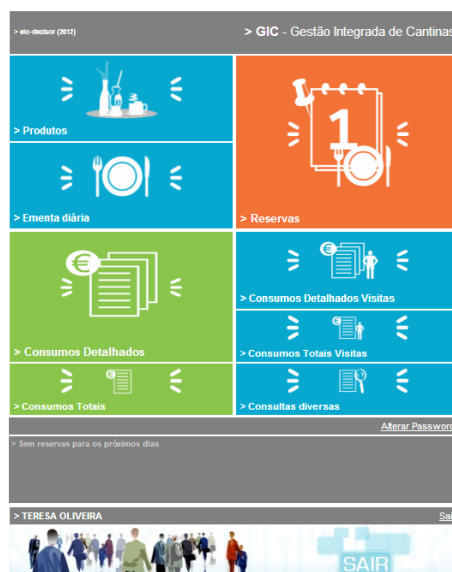 > elo-decisor (2012)
> GIC - Gestão Integrada de Cantinas
> Produtos
1
> Ementa diária
> Reservas
€
> Consumos Detalhados
€
> Consumos Detalhados Visitas
€
> Consumos Totais Visitas
€
> Consumos Totais
> Consultas diversas
Alterar Password
> Sem reservas para os próximos dias
> TERESA OLIVEIRA
Sai
SAIR